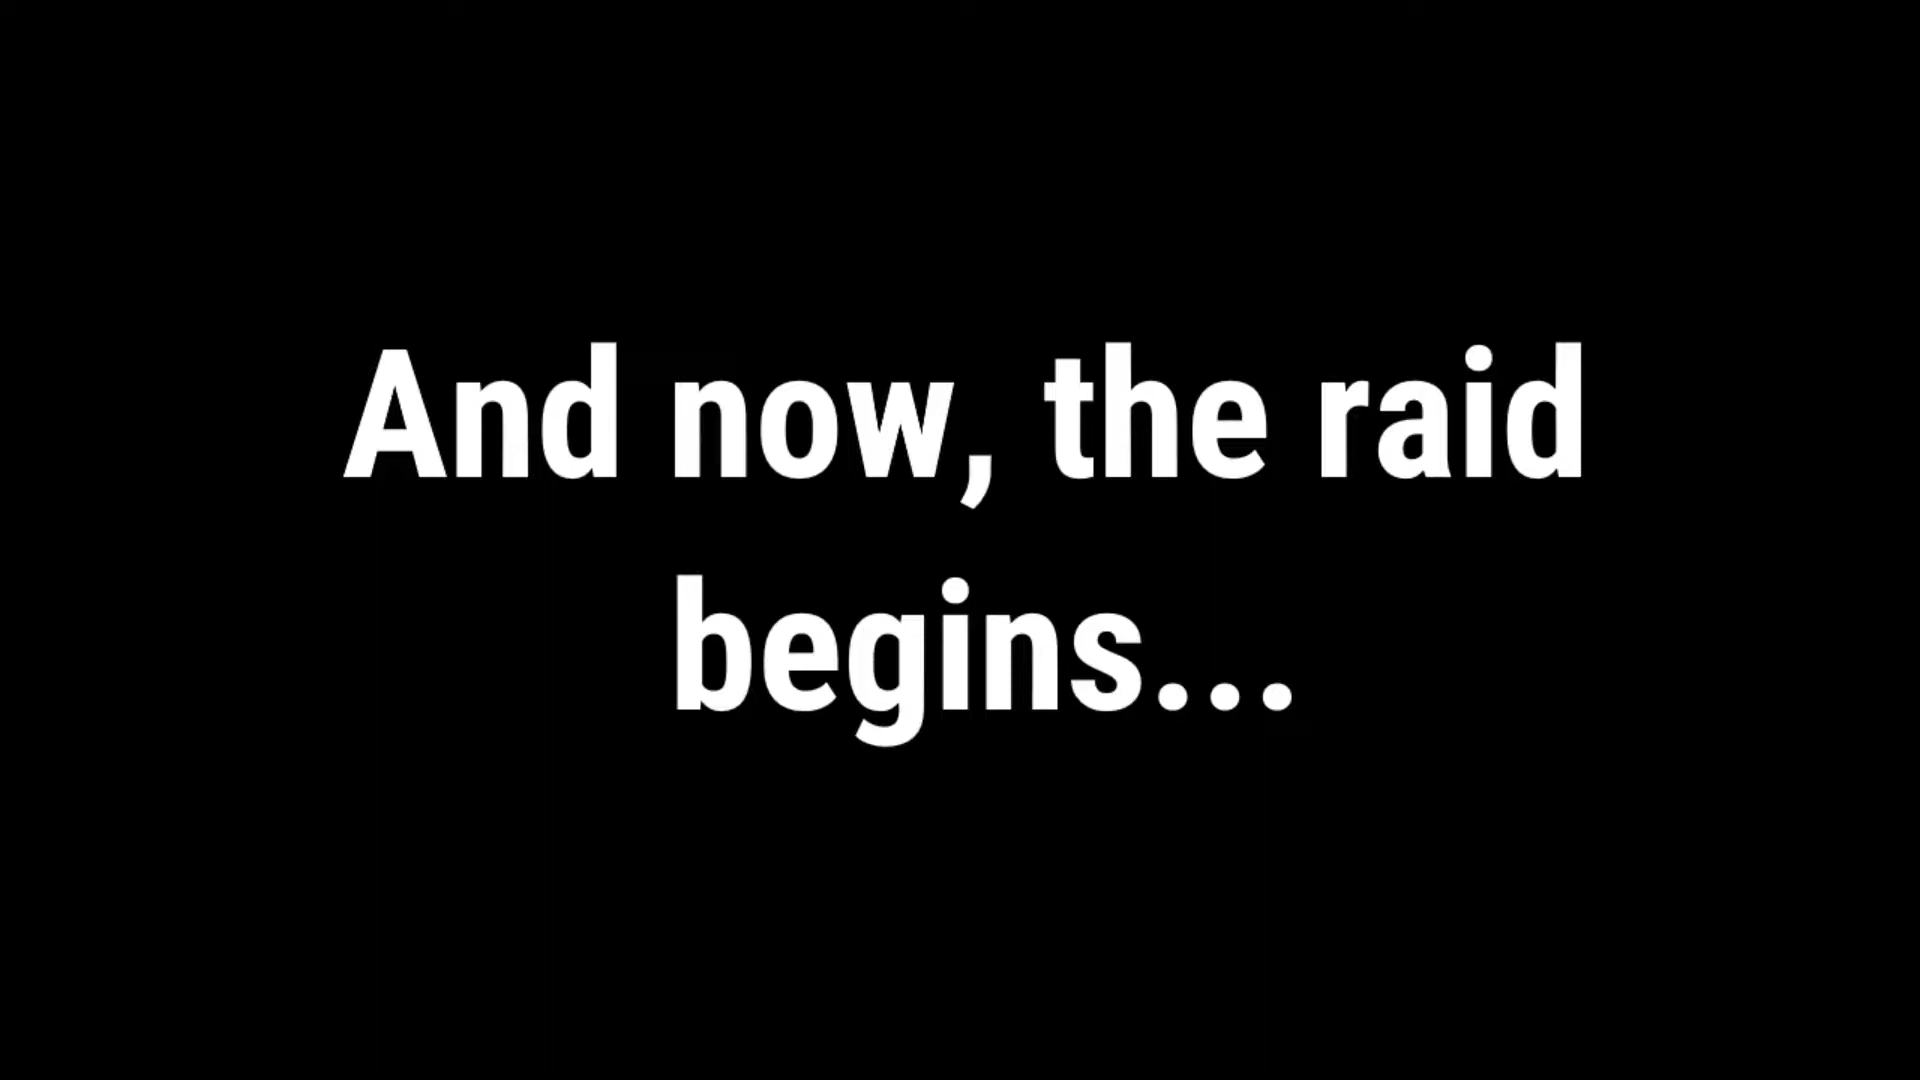 And now, the raid
begins...